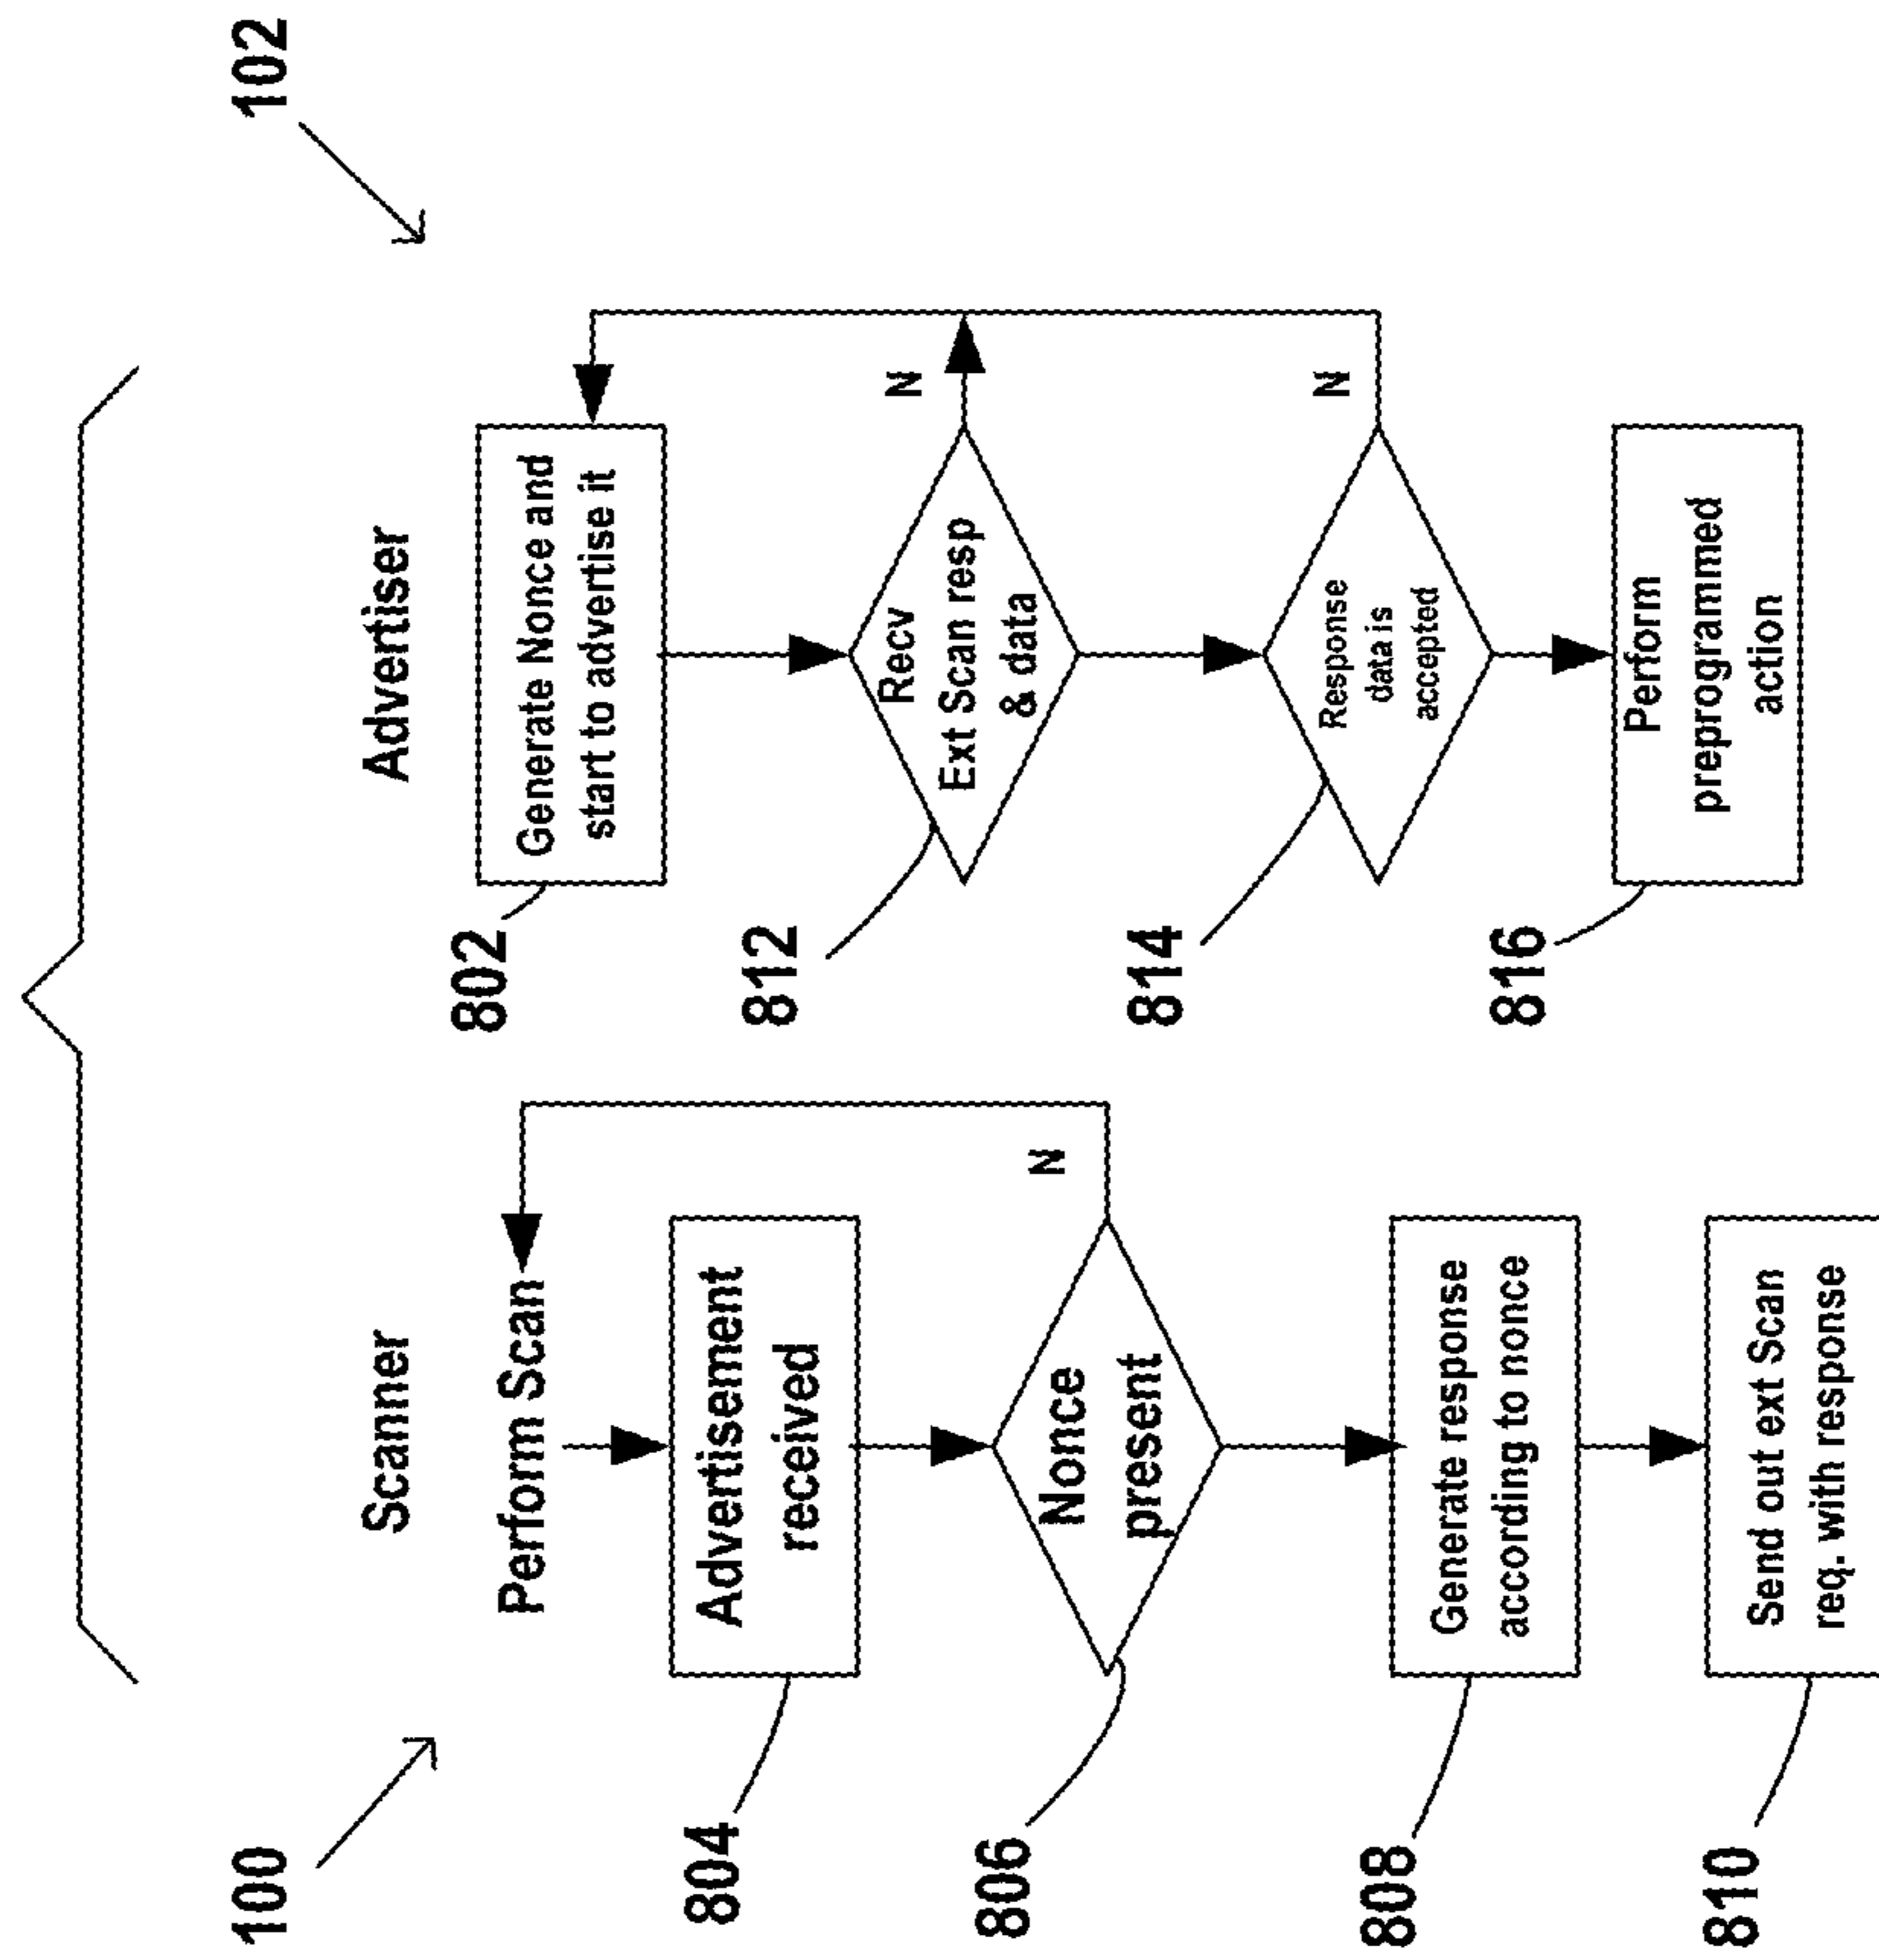 100
102
Scanner
Advertiser
Perform Scan
802
Generate Nonce and
start to advertise it
804
Advertisement
received
812
Recv
Ext Scan resp
& data
N
806
Nonce
present
N
814
Response
data is
accepted
N
808
Generate response
according to nonce
816
Perform
preprogrammed
action
810
Send out ext Scan
req. with response